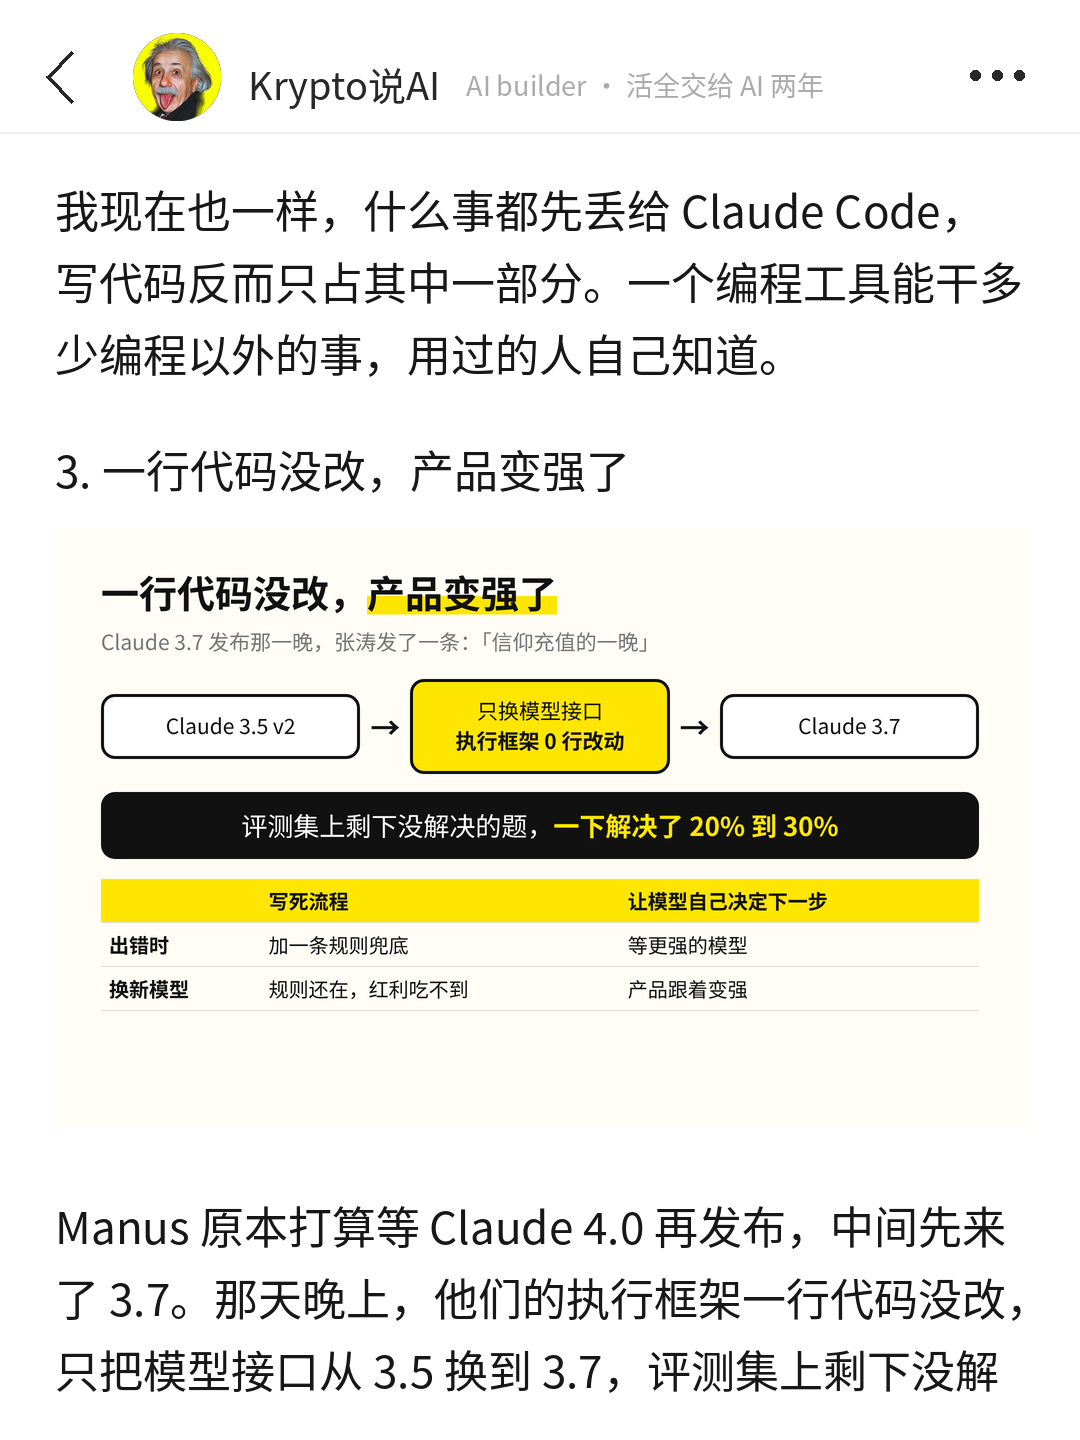 Krypto说AI AI builder · 活全交给 AI 两年
我现在也一样，什么事都先丢给 Claude Code，
写代码反而只占其中一部分。一个编程工具能干多
少编程以外的事，用过的人自己知道。
3. 一行代码没改，产品变强了
一行代码没改，产品变强了
Claude 3.7 发布那一晚，张涛发了一条：「信仰充值的一晚」
Claude 3.5 v2 → 只换模型接口 → Claude 3.7
执行框架 0 行改动
评测集上剩下没解决的题，一下解决了 20% 到 30%
写死流程 让模型自己决定下一步
出错时 加一条规则兜底 等更强的模型
换新模型 规则还在，红利吃不到 产品跟着变强
Manus 原本打算等 Claude 4.0 再发布，中间先来
了 3.7。那天晚上，他们的执行框架一行代码没改，
只把模型接口从 3.5 换到 3.7，评测集上剩下没解